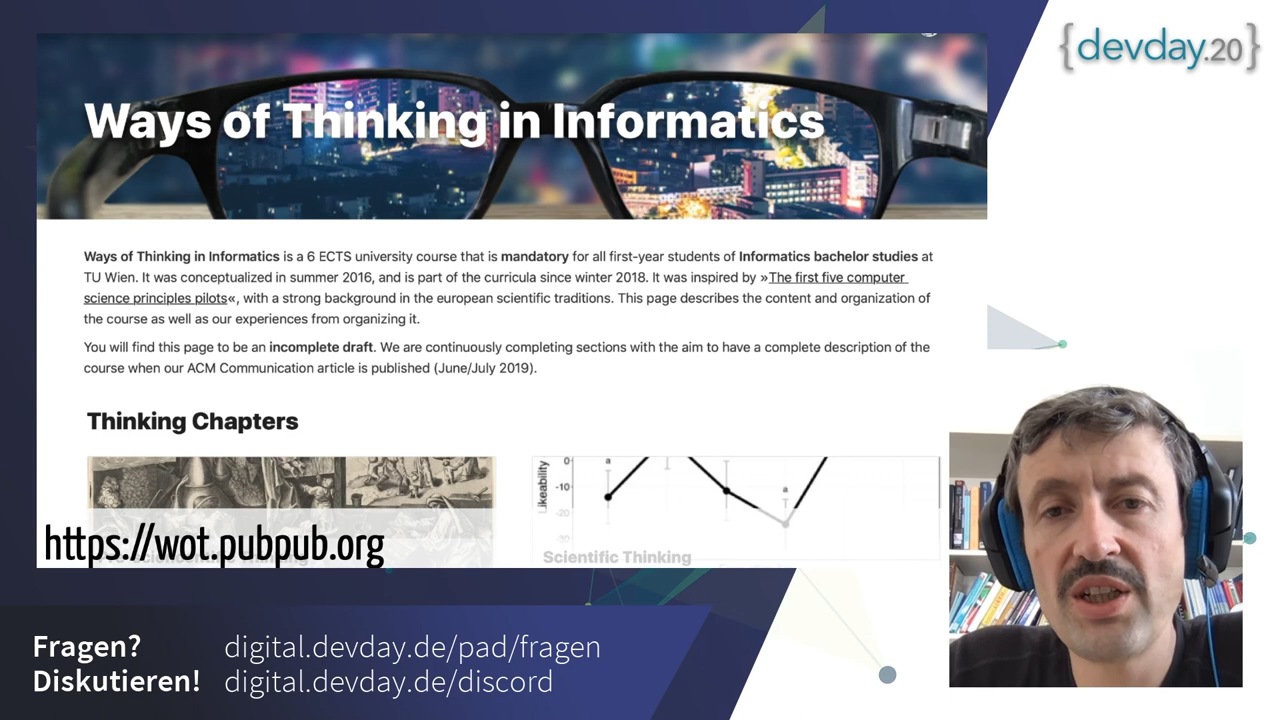 {devday.20}
Ways of Thinking in Informatics
Ways of Thinking in Informatics is a 6 ECTS university course that is mandatory for all first-year students of Informatics bachelor studies at
TU Wien. It was conceptualized in summer 2016, and is part of the curricula since winter 2018. It was inspired by »The first five computer
science principles pilots«, with a strong background in the european scientific traditions. This page describes the content and organization of
the course as well as our experiences from organizing it.
You will find this page to be an incomplete draft. We are continuously completing sections with the aim to have a complete description of the
course when our ACM Communication article is published (June/July 2019).
Thinking Chapters
Likeability
0
-10
-20
-30
a
a
https://wot.pubpub.org
Scientific Thinking
Fragen? digital.devday.de/pad/fragen
Diskutieren! digital.devday.de/discord